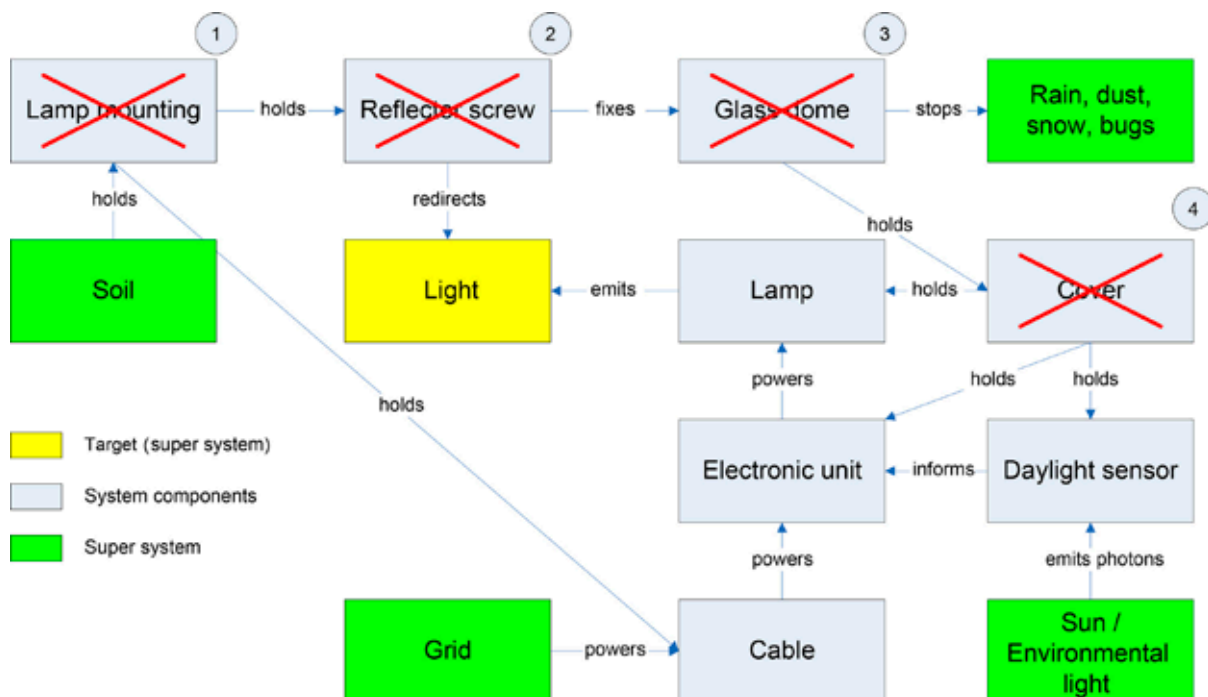 1
2
3
Lamp mounting
holds
Reflector screw
fixes
Glass dome
stops
Rain, dust,
snow, bugs
holds
redirects
holds
4
Soil
Light
emits
Lamp
holds
Cover
powers
holds
holds
holds
Target (super system)
System components
Super system
Electronic unit
informs
Daylight sensor
powers
emits photons
Grid
powers
Cable
Sun /
Environmental
light